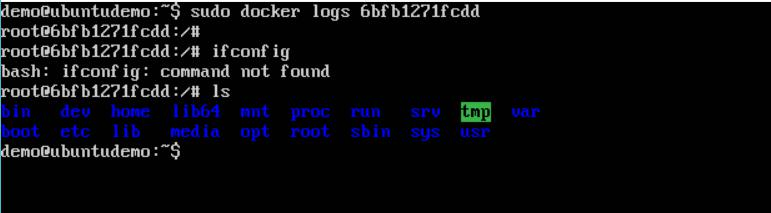 demo@ubuntudemo:~$ sudo docker logs 6bfb1271fcdd
root@6bfb1271fcdd:/#
root@6bfb1271fcdd:/# ifconfig
bash: ifconfig: command not found
root@6bfb1271fcdd:/# ls
bin dev home lib64 mnt proc run srv tmp var
boot etc lib media opt root sbin sys usr
demo@ubuntudemo:~$